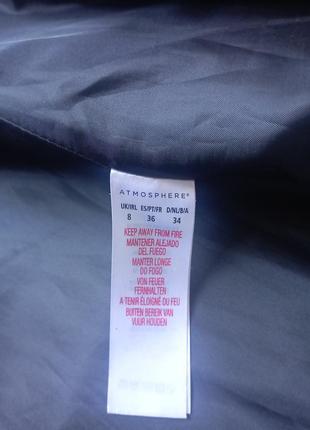 ATMOSPHERE®
UK/IRL ES/PT/FR D/NL/B/A
8 36 34
KEEP AWAY FROM FIRE
MANTENER ALEJADO
DEL FUEGO
MANTER LONGE
DO FOGO
VON FEUER
FERNHALTEN
A TENIR ÉLOIGNÉ DU FEU
BUITEN BEREIK VAN
VUUR HOUDEN